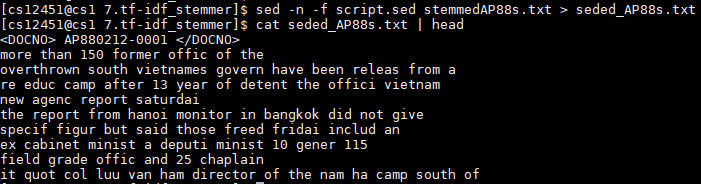 [cs12451@cs1 7.tf-idf_stemmer]$ sed -n -f script.sed stemmedAP88s.txt > seded_AP88s.txt
[cs12451@cs1 7.tf-idf_stemmer]$ cat seded_AP88s.txt | head
<DOCNO> AP880212-0001 </DOCNO>
more than 150 former offic of the
overthrown south vietnames govern have been releas from a
re educ camp after 13 year of detent the offici vietnam
new agenc report saturdai
the report from hanoi monitor in bangkok did not give
specif figur but said those freed fridai includ an
ex cabinet minist a deputi minist 10 gener 115
field grade offic and 25 chaplain
it quot col luu van ham director of the nam ha camp south of